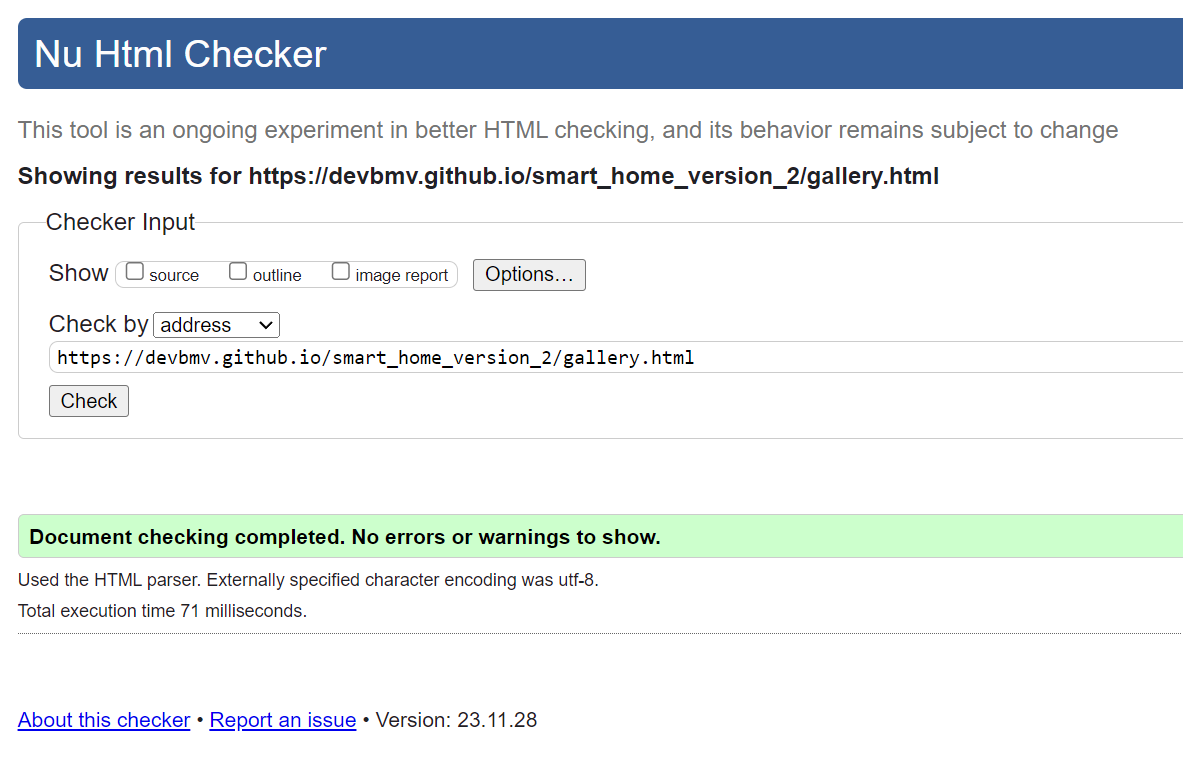 Nu Html Checker
This tool is an ongoing experiment in better HTML checking, and its behavior remains subject to change
Showing results for https://devbmv.github.io/smart_home_version_2/gallery.html
Checker Input
Show source outline image report Options...
Check by address
https://devbmv.github.io/smart_home_version_2/gallery.html
Check
Document checking completed. No errors or warnings to show.
Used the HTML parser. Externally specified character encoding was utf-8.
Total execution time 71 milliseconds.
About this checker • Report an issue • Version: 23.11.28